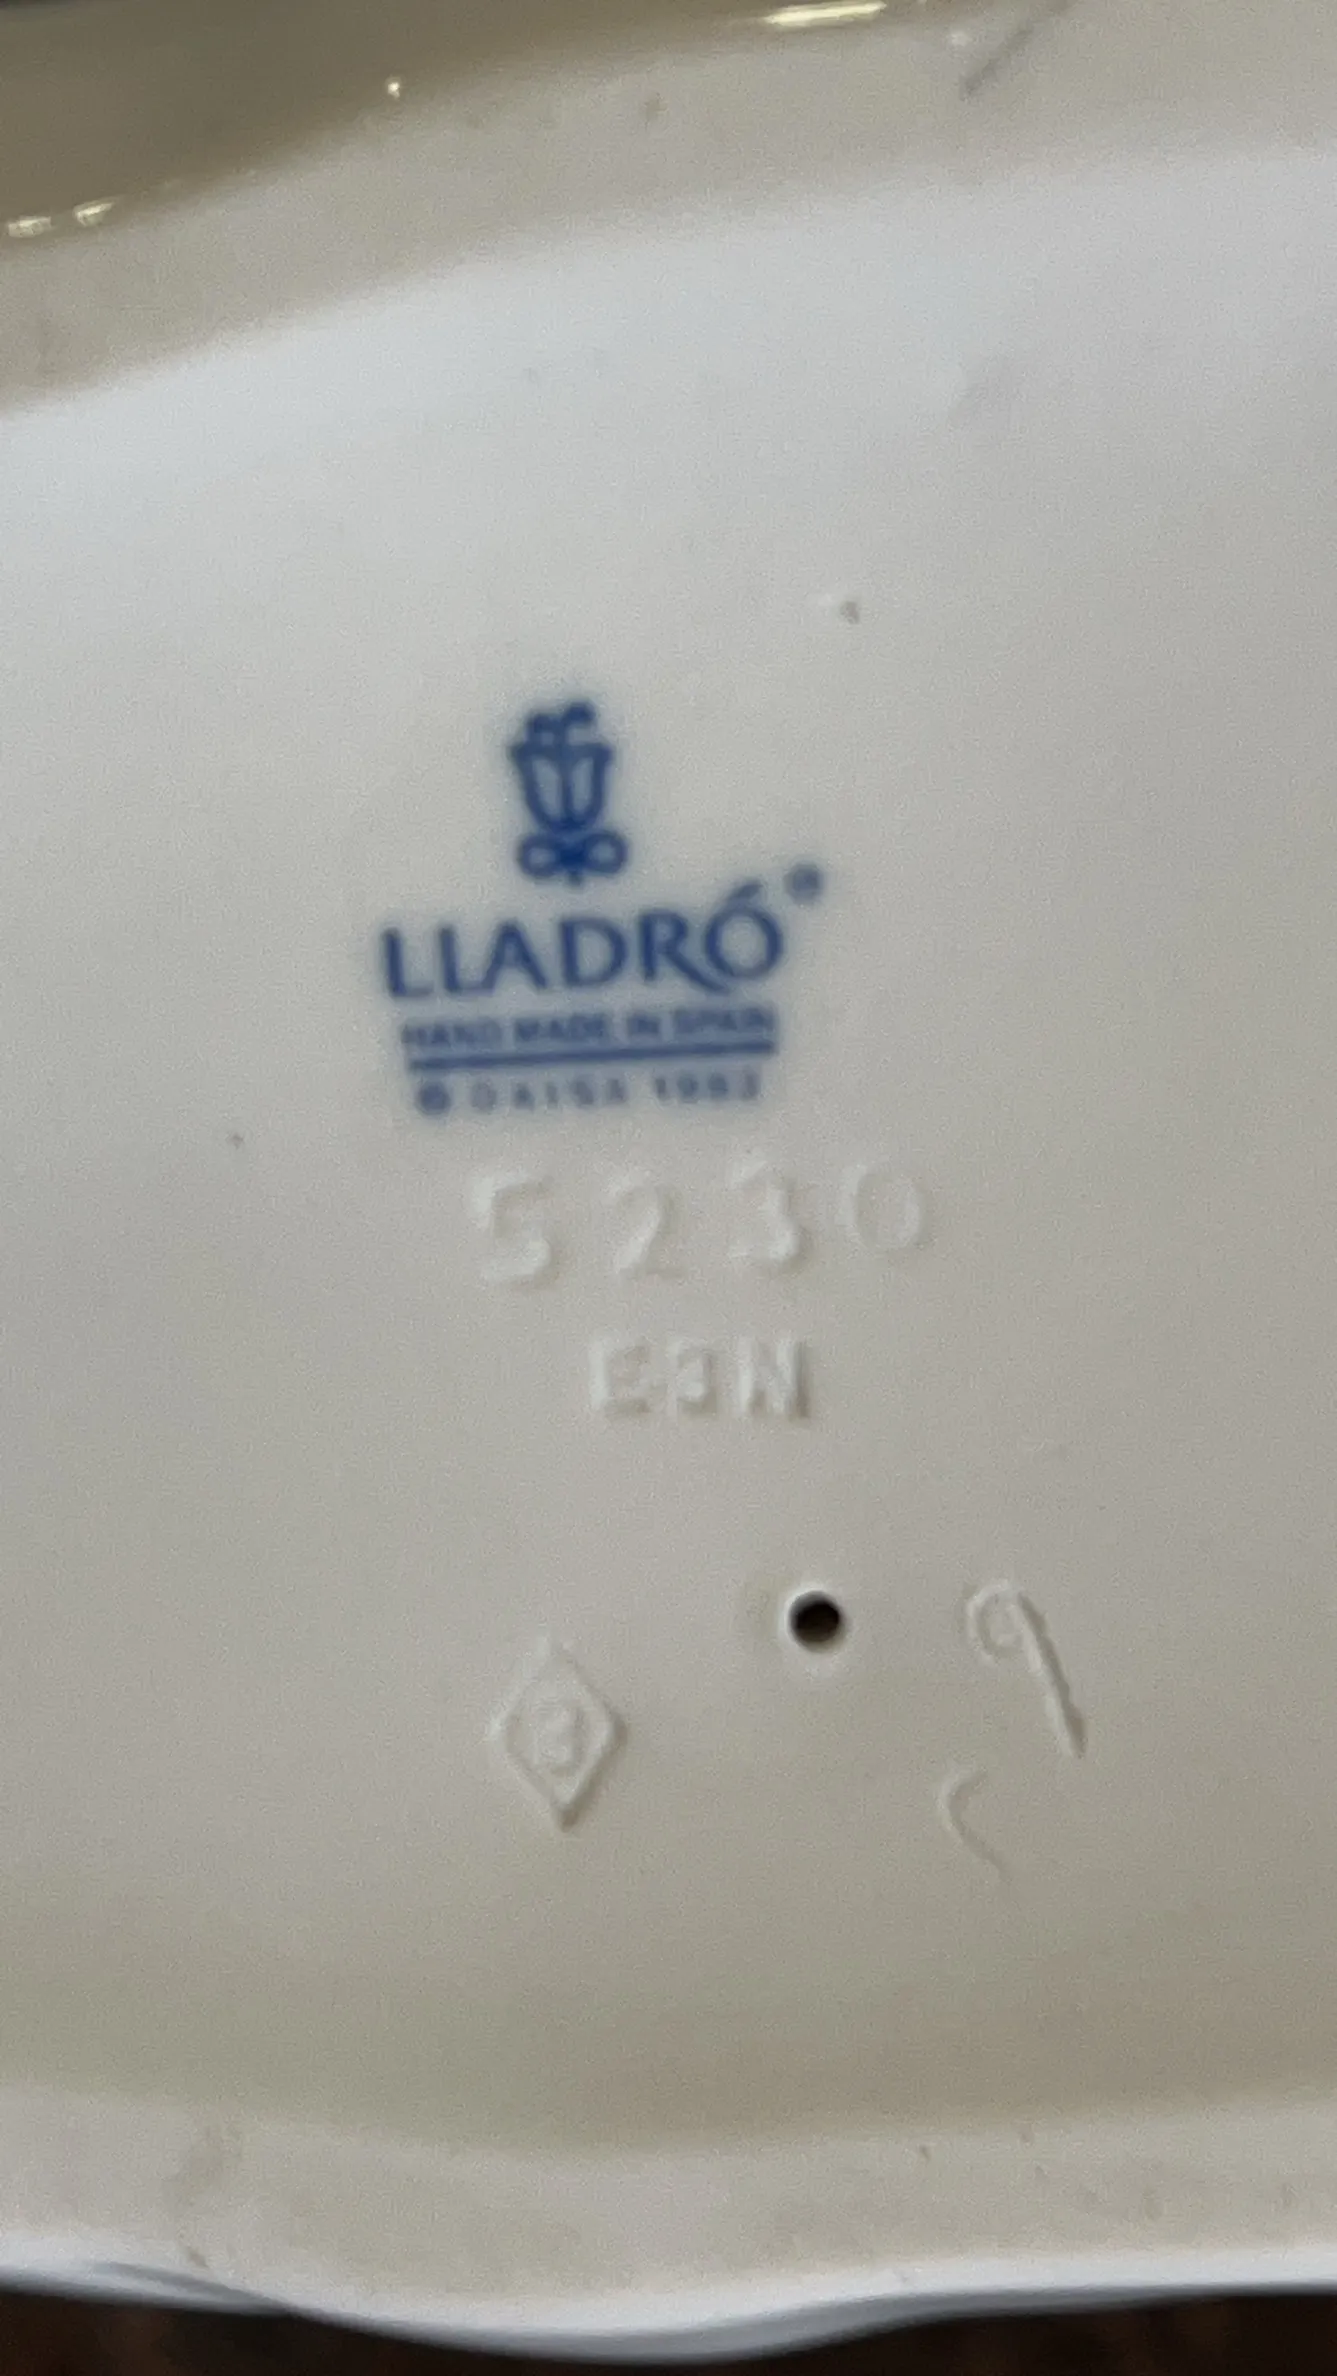 LLADRÓ®
HAND MADE IN SPAIN
© DAISA 1983
5230
E3N
3
9